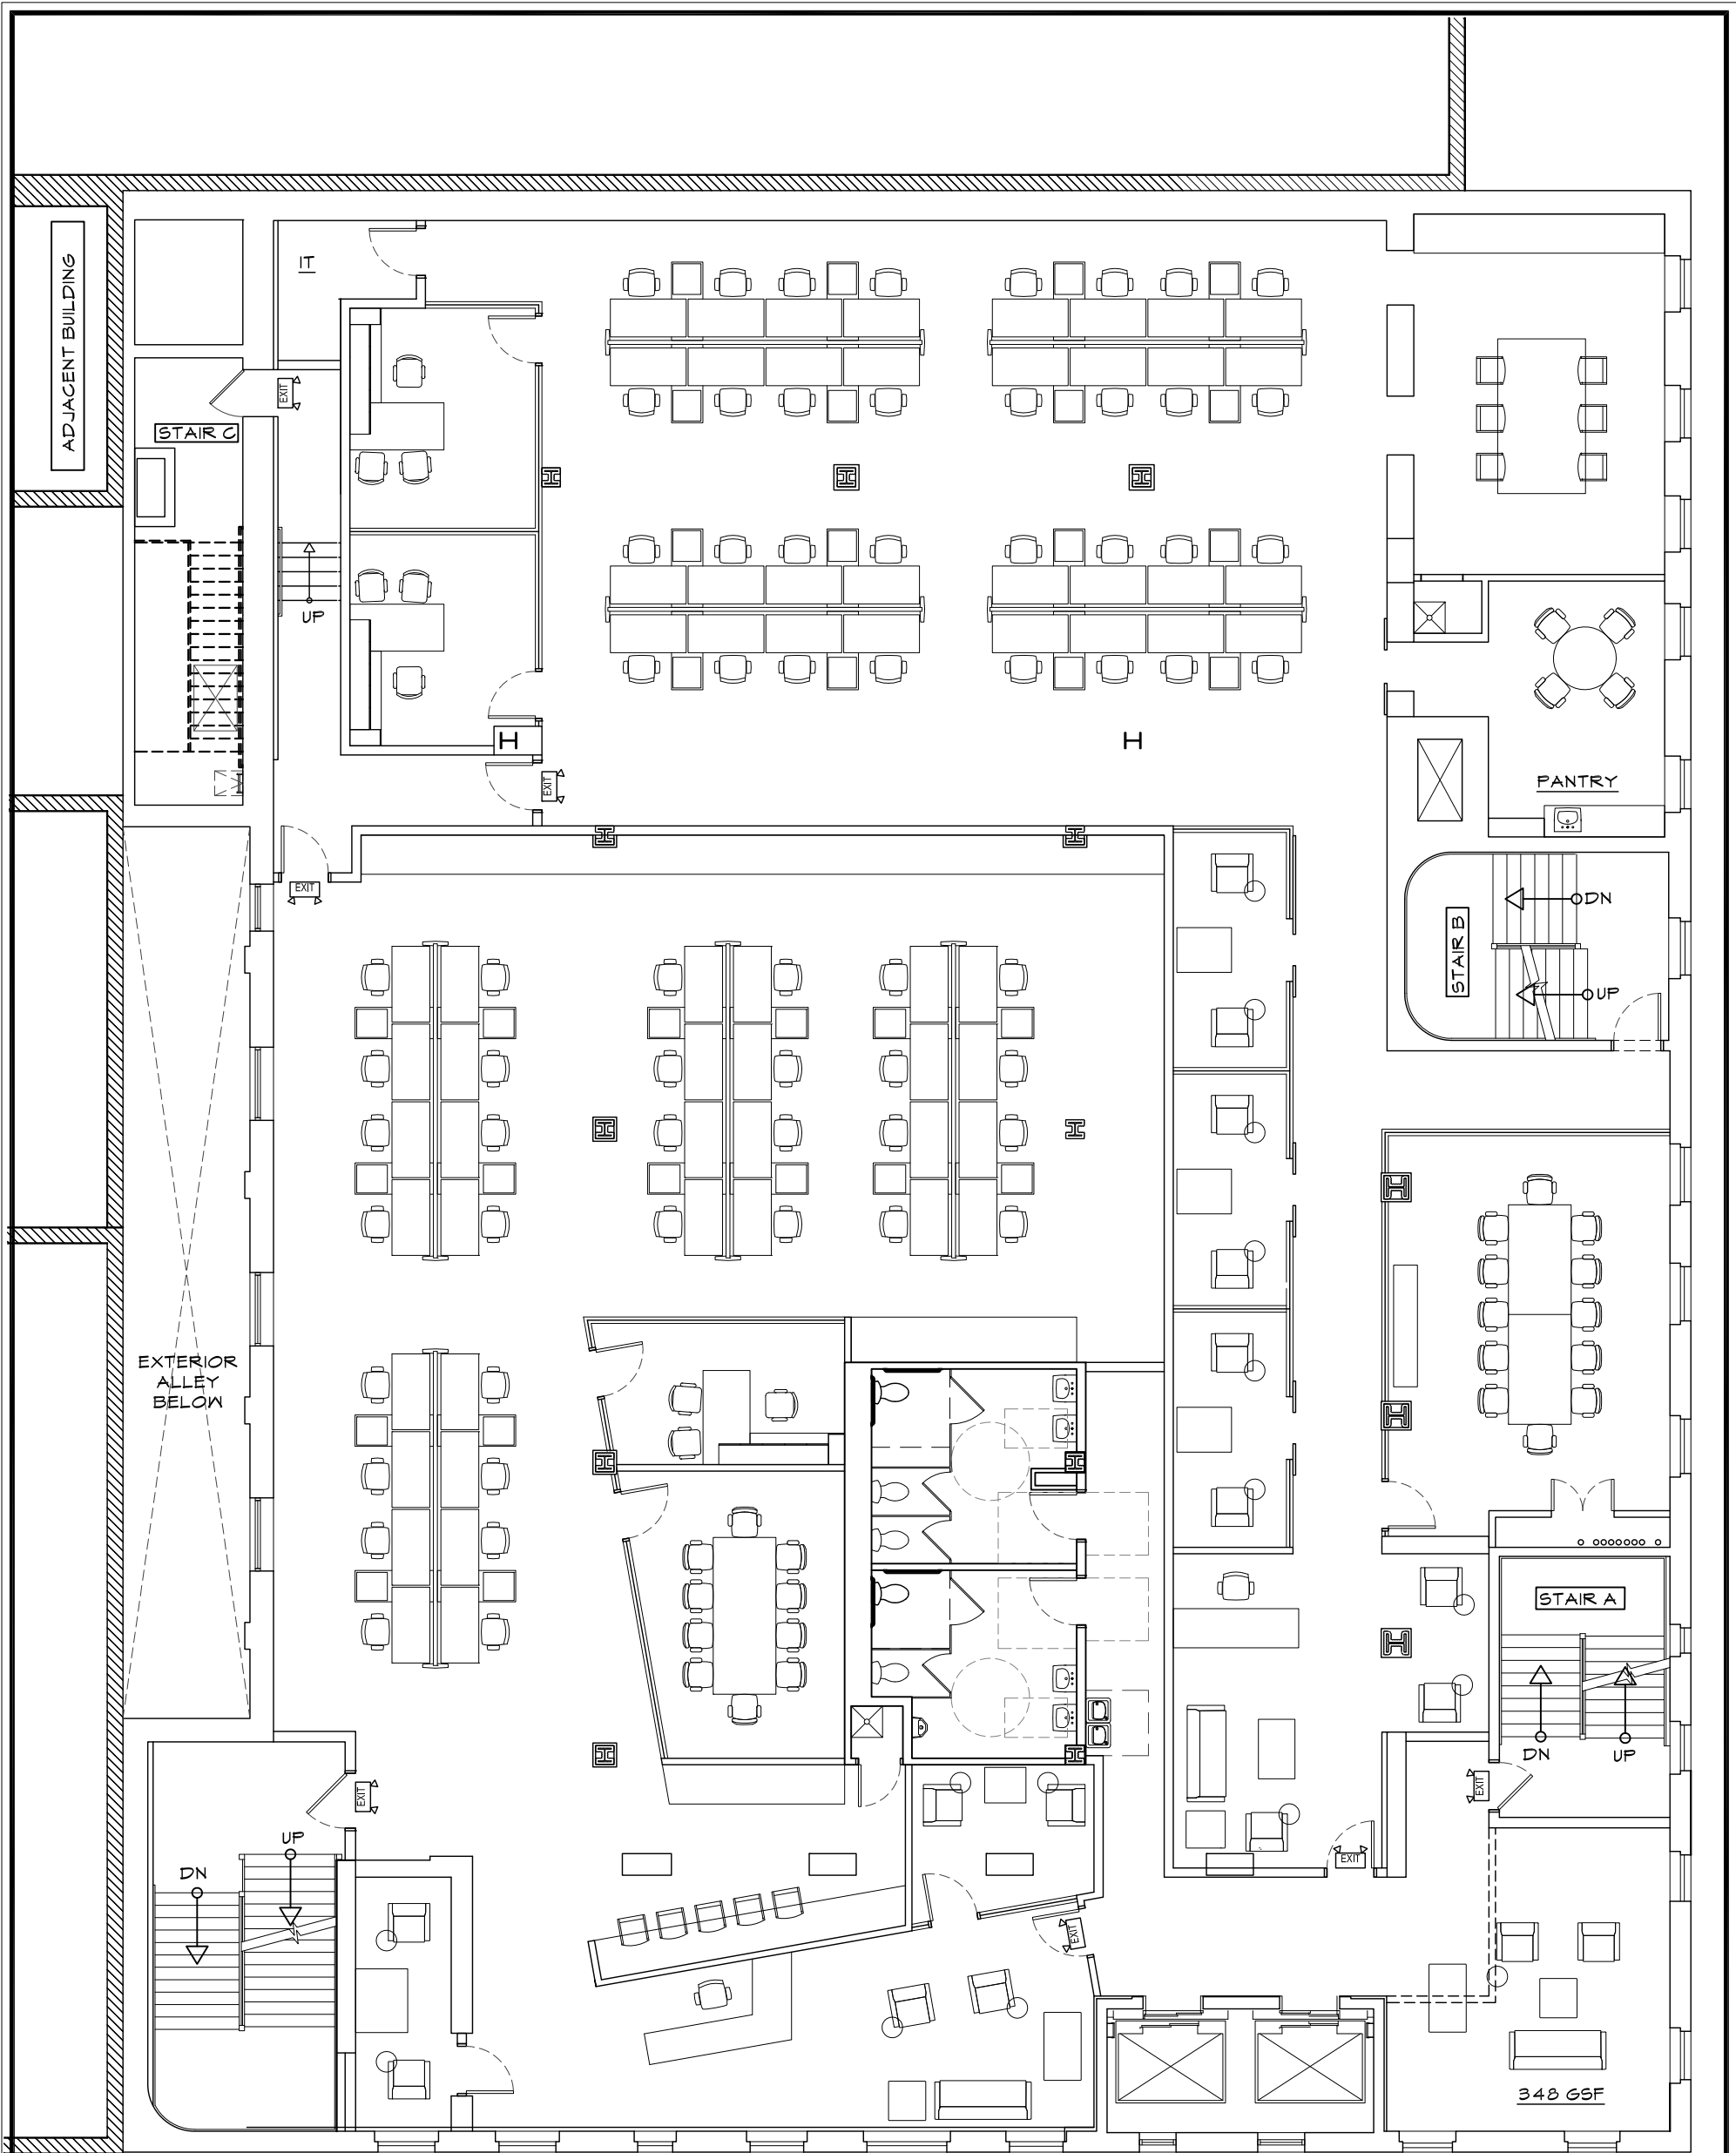 ADJACENT BUILDING
IT
EXIT
STAIR C
UP
EXIT
PANTRY
EXIT
DN
STAIR B
UP
EXTERIOR
ALLEY
BELOW
STAIR A
DN
UP
EXIT
EXIT
UP
DN
EXIT
EXIT
348 GSF